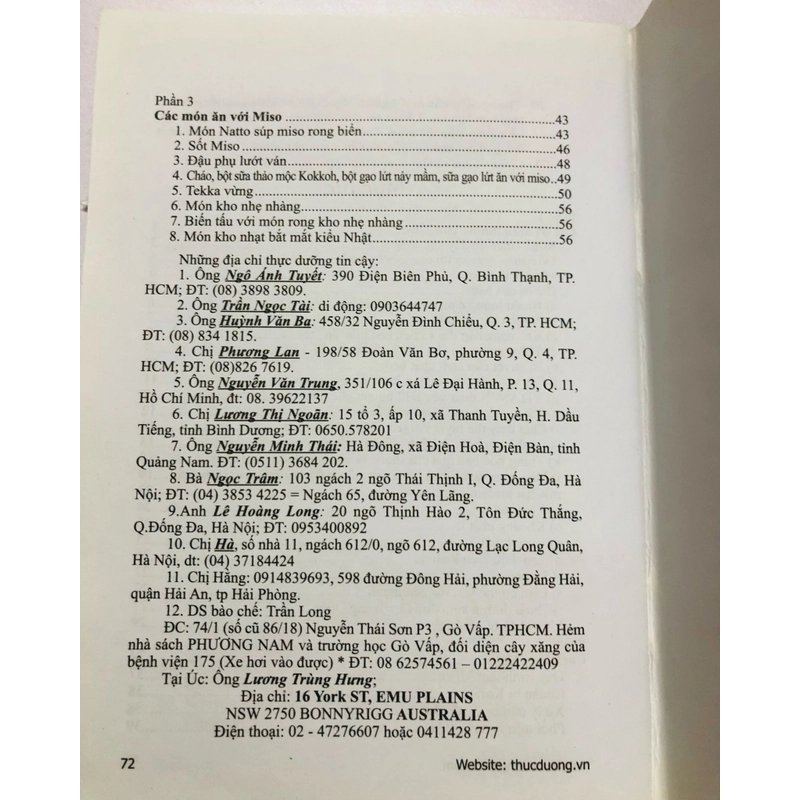 Phần 3
Các món ăn với Miso ........................................................ 43
1. Món Natto súp miso rong biển........................................ 43
2. Sốt Miso ........................................................................ 46
3. Đậu phụ lướt ván ............................................................ 48
4. Cháo, bột sữa thảo mộc Kokkoh, bột gạo lứt nảy mầm, sữa gạo lứt ăn với miso ..49
5. Tekka vừng .................................................................... 50
6. Món kho nhẹ nhàng ........................................................ 56
7. Biến tấu với món rong kho nhẹ nhàng............................ 56
8. Món kho nhạt bắt mắt kiểu Nhật.................................... 56
Những địa chỉ thực dưỡng tin cậy:
1. Ông Ngô Ánh Tuyết: 390 Điện Biên Phủ, Q. Bình Thạnh, TP.
HCM; ĐT: (08) 3898 3809.
2. Ông Trần Ngọc Tài: di động: 0903644747
3. Ông Huỳnh Văn Ba: 458/32 Nguyễn Đình Chiểu, Q. 3, TP. HCM;
ĐT: (08) 834 1815.
4. Chị Phương Lan - 198/58 Đoàn Văn Bơ, phường 9, Q. 4, TP.
HCM; ĐT: (08)826 7619.
5. Ông Nguyễn Văn Trung, 351/106 c xá Lê Đại Hành, P. 13, Q. 11,
Hồ Chí Minh, đt: 08. 39622137
6. Chị Lương Thị Ngoãn: 15 tổ 3, ấp 10, xã Thanh Tuyền, H. Dầu
Tiếng, tỉnh Bình Dương; ĐT: 0650.578201
7. Ông Nguyễn Minh Thái: Hà Đông, xã Điện Hoà, Điện Bàn, tỉnh
Quảng Nam. ĐT: (0511) 3684 202.
8. Bà Ngọc Trâm: 103 ngách 2 ngõ Thái Thịnh I, Q. Đống Đa, Hà
Nội; ĐT: (04) 3853 4225 = Ngách 65, đường Yên Lãng.
9.Anh Lê Hoàng Long: 20 ngõ Thịnh Hào 2, Tôn Đức Thắng,
Q.Đống Đa, Hà Nội; ĐT: 0953400892
10. Chị Hà, số nhà 11, ngách 612/0, ngõ 612, đường Lạc Long Quân,
Hà Nội, dt: (04) 37184424
11. Chị Hằng: 0914839693, 598 đường Đông Hải, phường Đằng Hải,
quận Hải An, tp Hải Phòng.
12. DS bào chế: Trần Long
ĐC: 74/1 (số cũ 86/18) Nguyễn Thái Sơn P3 , Gò Vấp. TPHCM. Hẻm
nhà sách PHƯƠNG NAM và trường học Gò Vấp, đối diện cây xăng của
bệnh viện 175 (Xe hơi vào được) * ĐT: 08 62574561 – 01222422409
Tại Úc: Ông Lương Trùng Hưng;
Địa chỉ: 16 York ST, EMU PLAINS
NSW 2750 BONNYRIGG AUSTRALIA
Điện thoại: 02 - 47276607 hoặc 0411428 777
72 Website: thucduong.vn